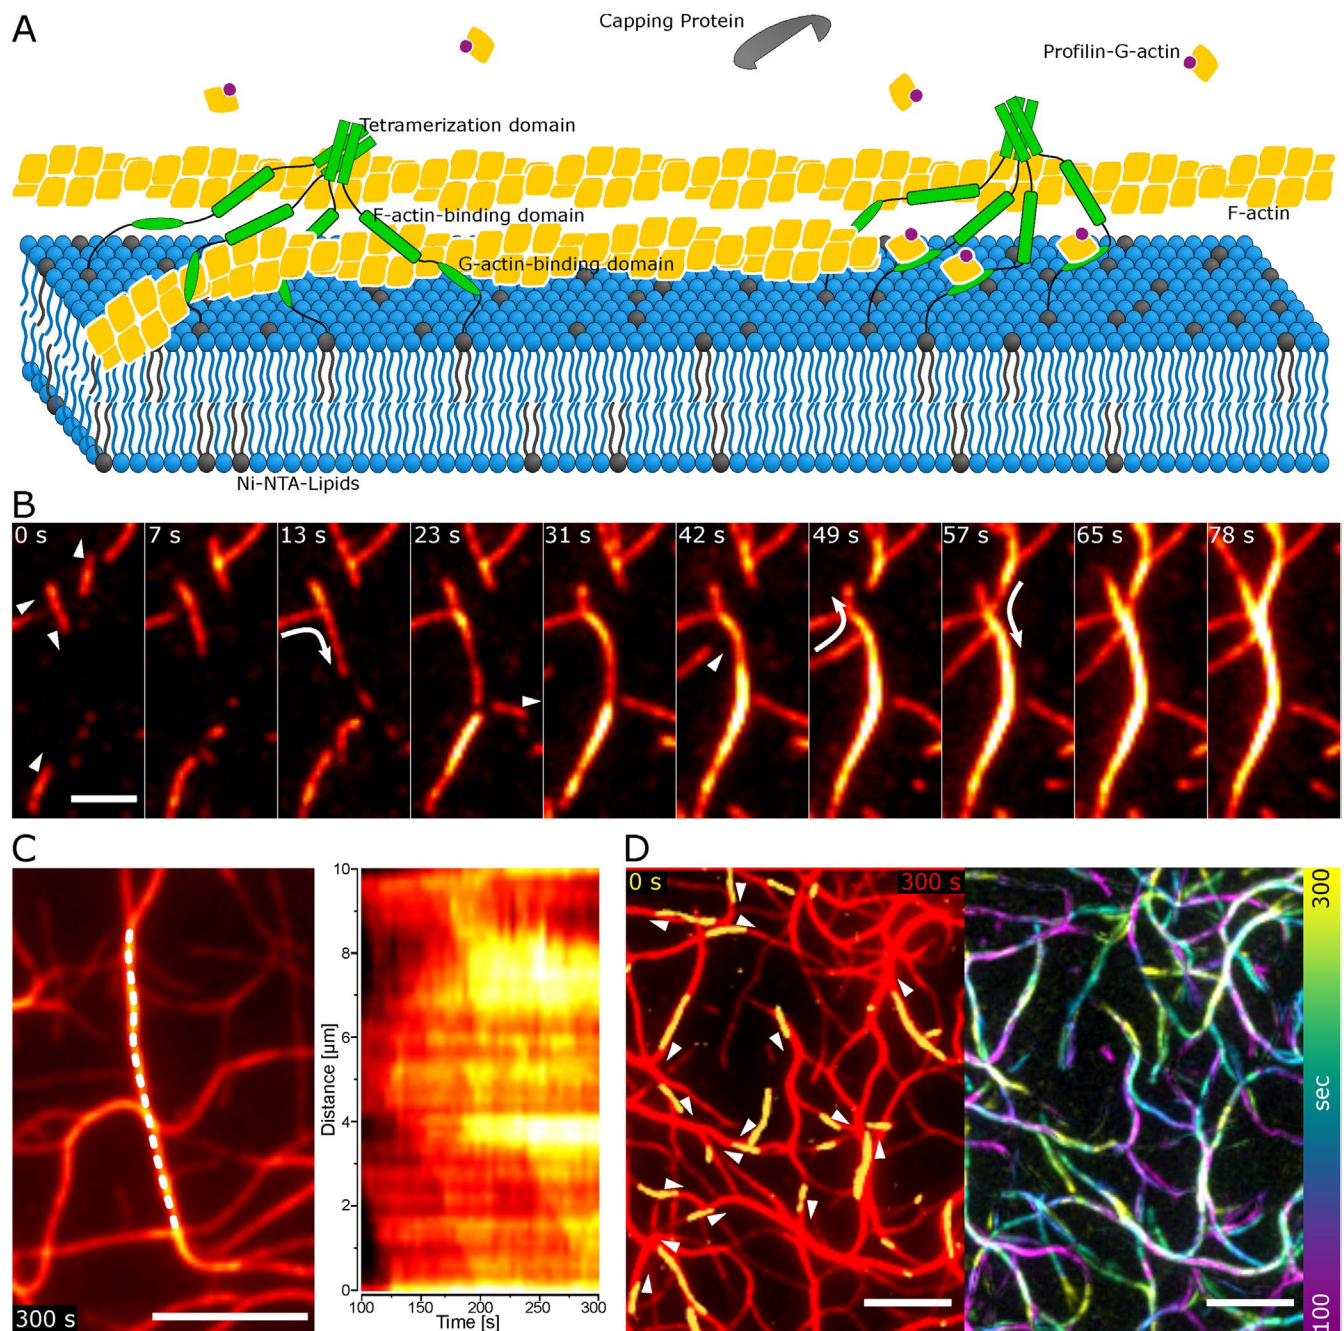 A
Capping Protein
Profilin-G-actin
Tetramerization domain
F-actin-binding domain
F-actin
G-actin-binding domain
Ni-NTA-Lipids
B
0 s
7 s
13 s
23 s
31 s
42 s
49 s
57 s
65 s
78 s
C
300 s
Distance [µm]
10
8
6
4
2
0
100
150
200
250
300
Time [s]
D
0 s
300 s
300
sec
100